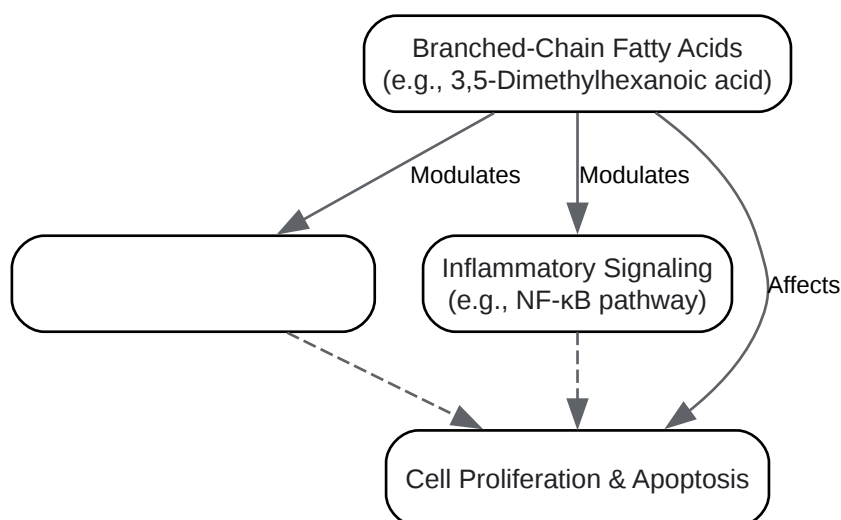 Branched-Chain Fatty Acids
(e.g., 3,5-Dimethylhexanoic acid)
Modulates
Modulates
Inflammatory Signaling
(e.g., NF-κB pathway)
Affects
Cell Proliferation & Apoptosis